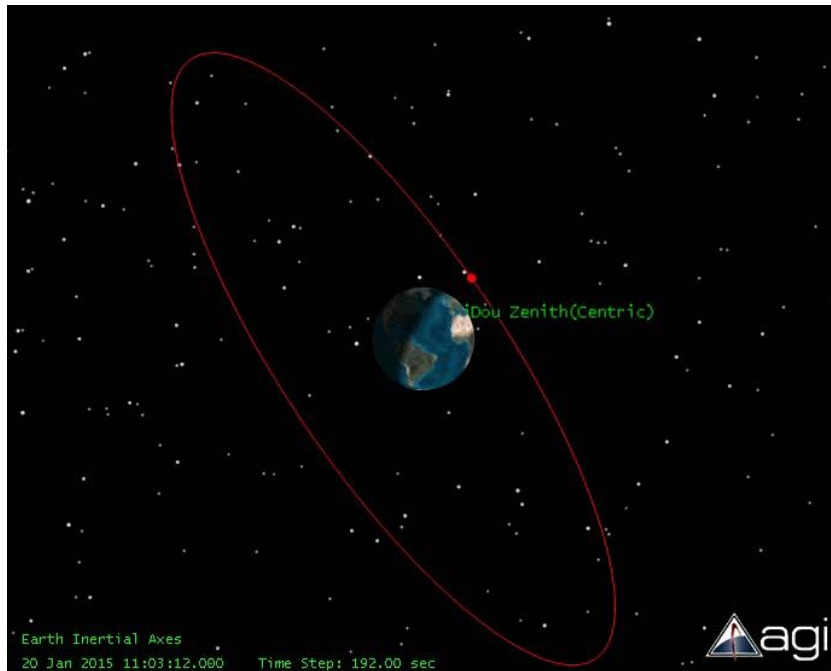 iDou Zenith(Centric)
Earth Inertial Axes
20 Jan 2015 11:03:12.000 Time Step: 192.00 sec
agi